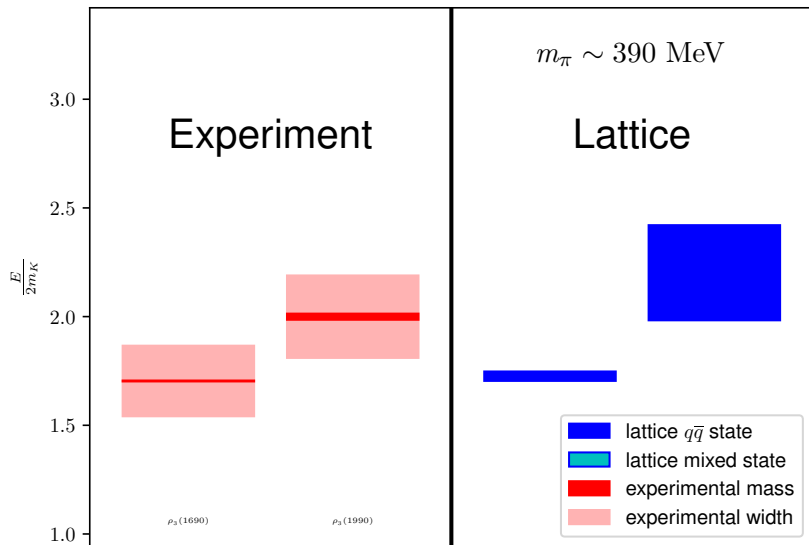 m_π ∼ 390 MeV
Experiment
Lattice
E/2m_K
3.0
2.5
2.0
1.5
1.0
ρ₃(1690)
ρ₃(1990)
lattice qq̅ state
lattice mixed state
experimental mass
experimental width